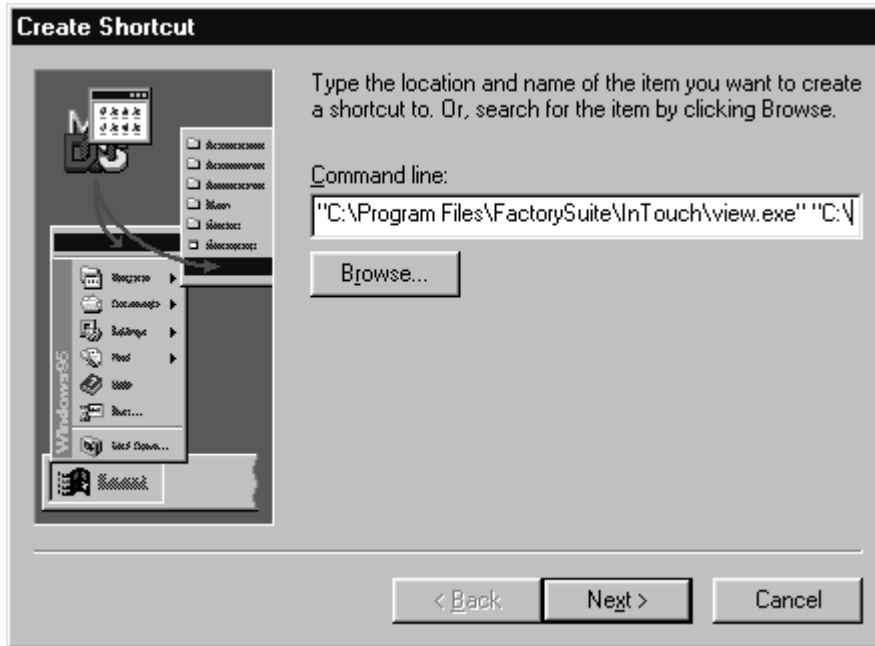 Create Shortcut
Type the location and name of the item you want to create
a shortcut to. Or, search for the item by clicking Browse.
Command line:
"C:\Program Files\FactorySuite\InTouch\view.exe" "C:\
Browse...
Windows95
< Back
Next >
Cancel